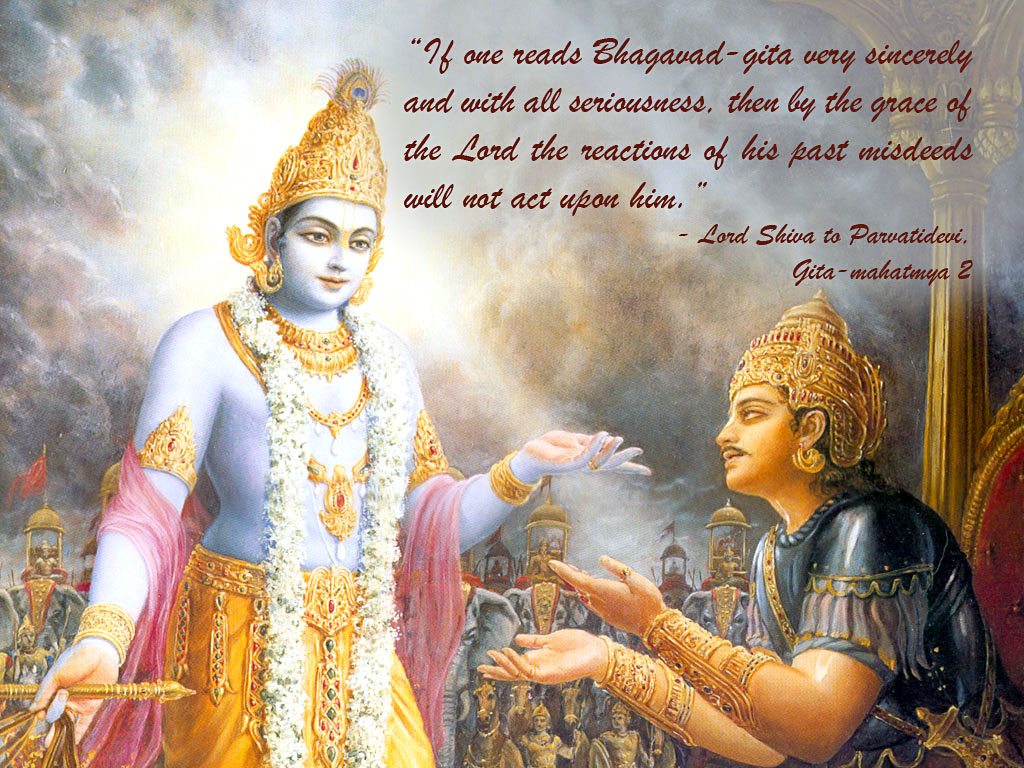 “If one reads Bhagavad-gita very sincerely
and with all seriousness, then by the grace of
the Lord the reactions of his past misdeeds
will not act upon him.”
- Lord Shiva to Parvatidevi,
Gita-mahatmya 2